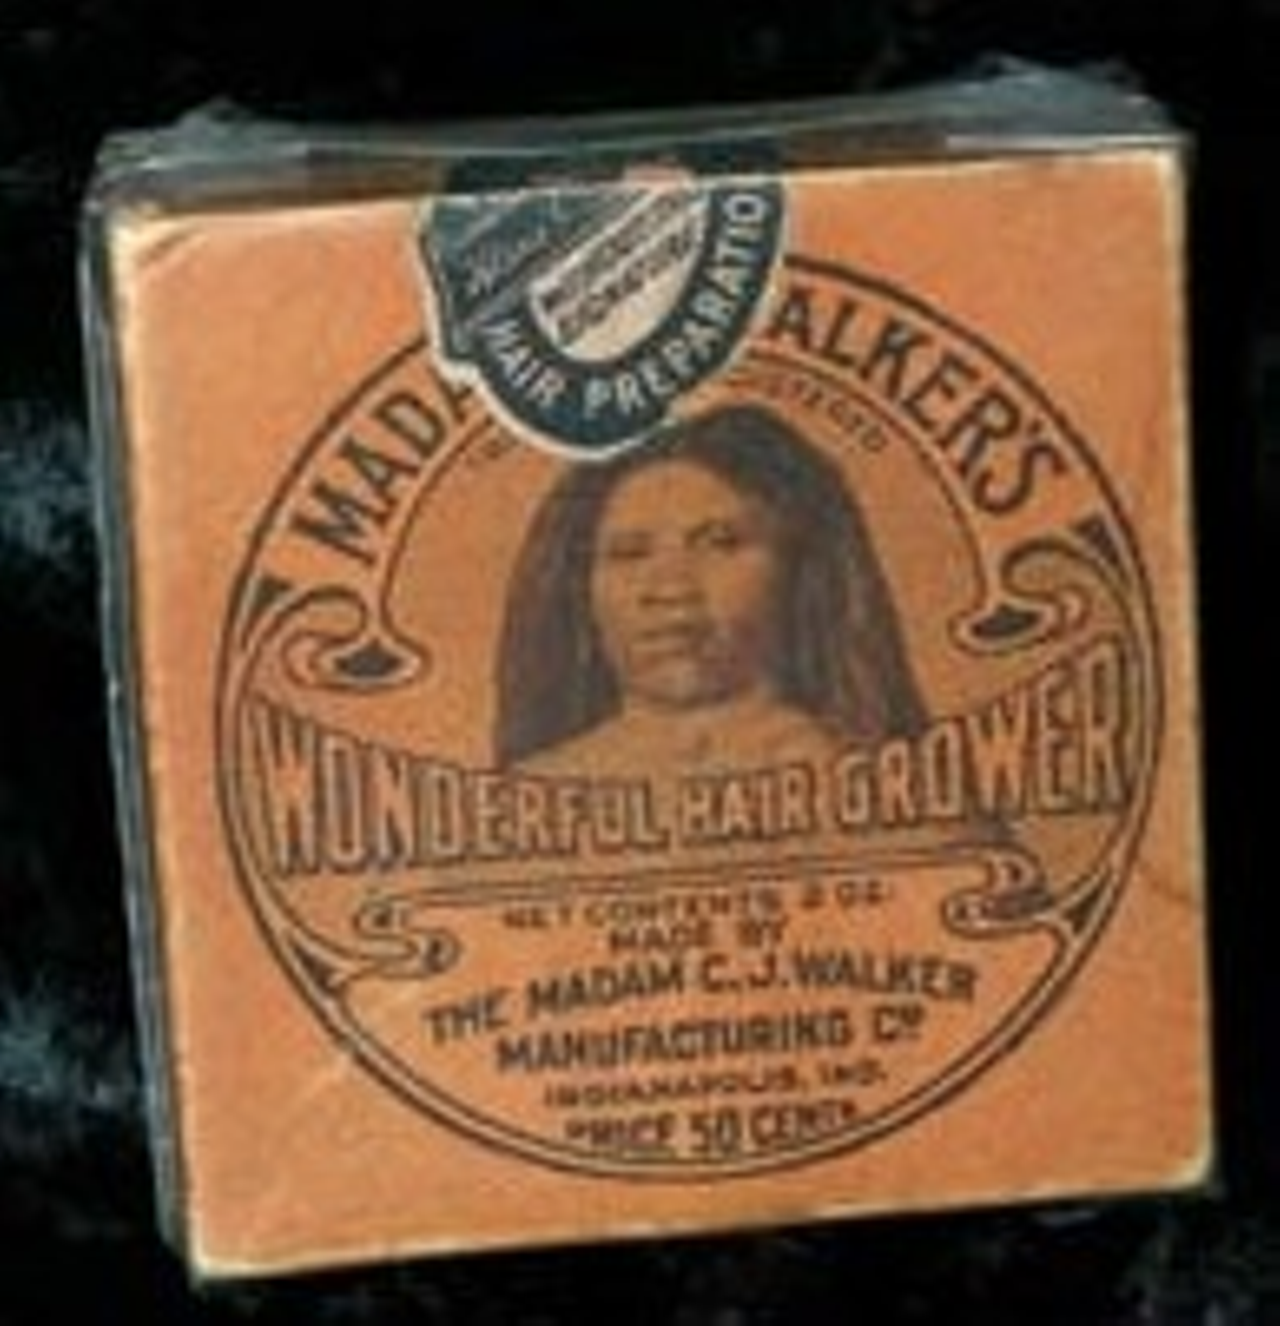 HAIR PREPARATIO
MADA ALKER'S
WONDERFUL HAIR GROWER
NET CONTENTS 2 OZ.
MADE BY
THE MADAM C.J. WALKER
MANUFACTURING CO
INDIANAPOLIS, IND.
PRICE 50 CENTS